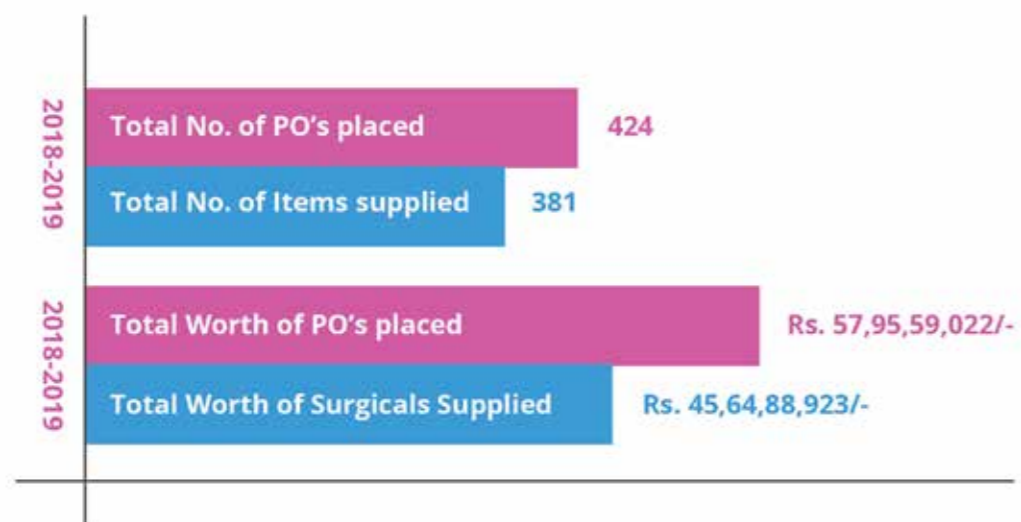 2018-2019
Total No. of PO's placed 424
Total No. of Items supplied 381
2018-2019
Total Worth of PO's placed Rs. 57,95,59,022/-
Total Worth of Surgicals Supplied Rs. 45,64,88,923/-